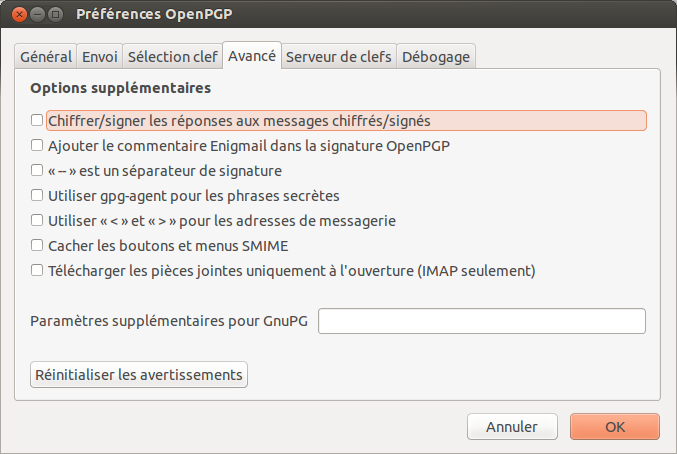 Préférences OpenPGP
Général Envoi Sélection clef Avancé Serveur de clefs Débogage
Options supplémentaires
Chiffrer/signer les réponses aux messages chiffrés/signés
Ajouter le commentaire Enigmail dans la signature OpenPGP
« -- » est un séparateur de signature
Utiliser gpg-agent pour les phrases secrètes
Utiliser « < » et « > » pour les adresses de messagerie
Cacher les boutons et menus SMIME
Télécharger les pièces jointes uniquement à l'ouverture (IMAP seulement)
Paramètres supplémentaires pour GnuPG
Réinitialiser les avertissements
Annuler OK